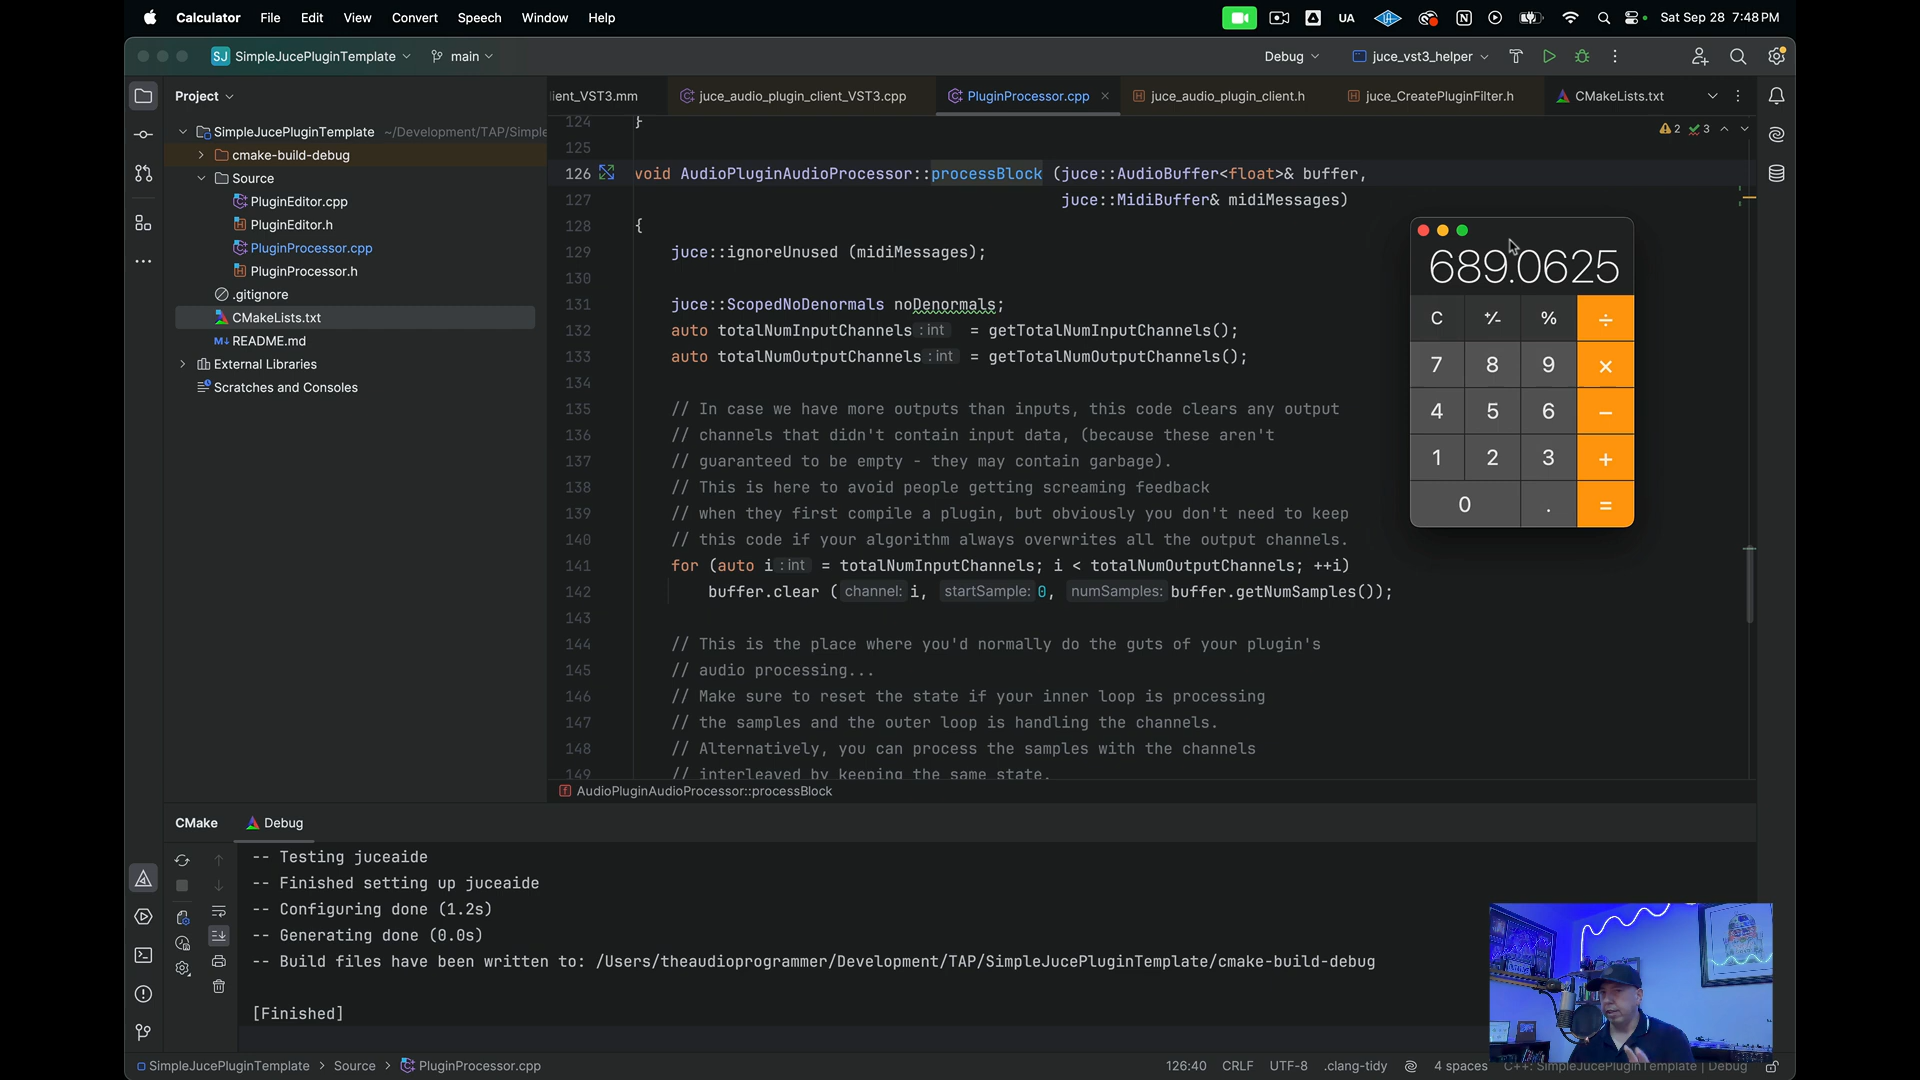 Calculator File Edit View Convert Speech Window Help
UA
Sat Sep 28 7:48 PM
SJ SimpleJucePluginTemplate main
Debug juce_vst3_helper
Project
SimpleJucePluginTemplate ~/Development/TAP/Simple
cmake-build-debug
Source
PluginEditor.cpp
PluginEditor.h
PluginProcessor.cpp
PluginProcessor.h
.gitignore
CMakeLists.txt
README.md
External Libraries
Scratches and Consoles
ient_VST3.mm juce_audio_plugin_client_VST3.cpp PluginProcessor.cpp juce_audio_plugin_client.h juce_CreatePluginFilter.h CMakeLists.txt
2 3
124 }
125
126 void AudioPluginAudioProcessor::processBlock (juce::AudioBuffer<float>& buffer,
127 juce::MidiBuffer& midiMessages)
128 {
129 juce::ignoreUnused (midiMessages);
130
131 juce::ScopedNoDenormals noDenormals;
132 auto totalNumInputChannels : int = getTotalNumInputChannels();
133 auto totalNumOutputChannels : int = getTotalNumOutputChannels();
134
135 // In case we have more outputs than inputs, this code clears any output
136 // channels that didn't contain input data, (because these aren't
137 // guaranteed to be empty - they may contain garbage).
138 // This is here to avoid people getting screaming feedback
139 // when they first compile a plugin, but obviously you don't need to keep
140 // this code if your algorithm always overwrites all the output channels.
141 for (auto i : int = totalNumInputChannels; i < totalNumOutputChannels; ++i)
142 buffer.clear ( channel: i, startSample: 0, numSamples: buffer.getNumSamples());
143
144 // This is the place where you'd normally do the guts of your plugin's
145 // audio processing...
146 // Make sure to reset the state if your inner loop is processing
147 // the samples and the outer loop is handling the channels.
148 // Alternatively, you can process the samples with the channels
149 // interleaved by keeping the same state.
AudioPluginAudioProcessor::processBlock
689.0625
C +⁄- % ÷
7 8 9 ×
4 5 6 −
1 2 3 +
0 . =
CMake Debug
-- Testing juceaide
-- Finished setting up juceaide
-- Configuring done (1.2s)
-- Generating done (0.0s)
-- Build files have been written to: /Users/theaudioprogrammer/Development/TAP/SimpleJucePluginTemplate/cmake-build-debug
[Finished]
SimpleJucePluginTemplate > Source > PluginProcessor.cpp
126:40 CRLF UTF-8 .clang-tidy 4 spaces C++: SimpleJucePluginTemplate | Debug